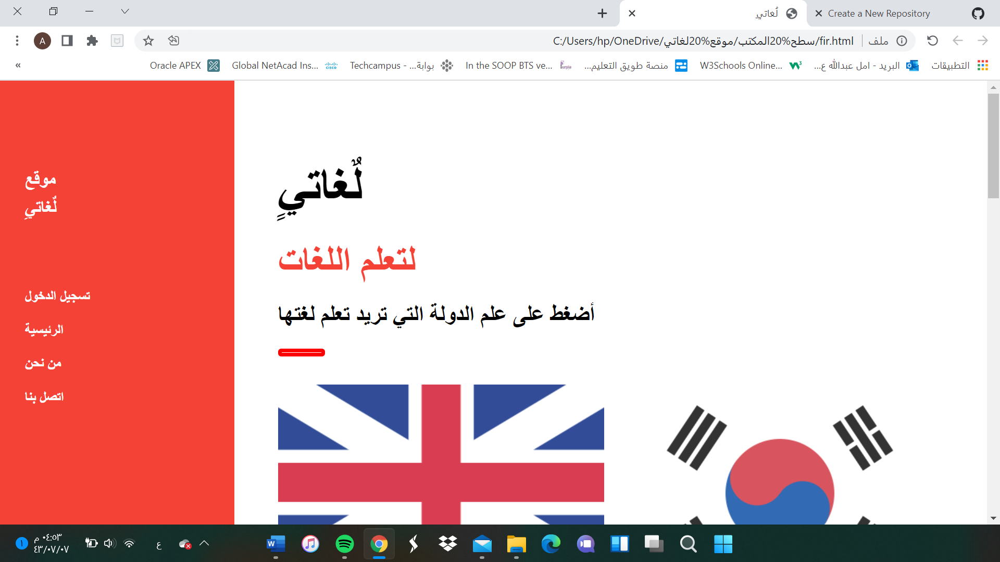 Create a New Repository
لُغاتيِ
ملف
C:/Users/hp/OneDrive/سطح%20المكتب/موقع%20لغاتي/fir.html
A
التطبيقات
البريد - امل عبدالله ع...
W3Schools Online...
منصة طويق التعليم...
In the SOOP BTS ve...
بوابة... - Techcampus
Global NetAcad Ins...
Oracle APEX
»
موقع
لُغاتيِ
تسجيل الدخول
الرئيسية
من نحن
اتصل بنا
لٌغاتيٍ
لتعلم اللغات
أضغط على علم الدولة التي تريد تعلم لغتها
ع
٠٤:٥٣ م
٤٣/٠٧/٠٧
١